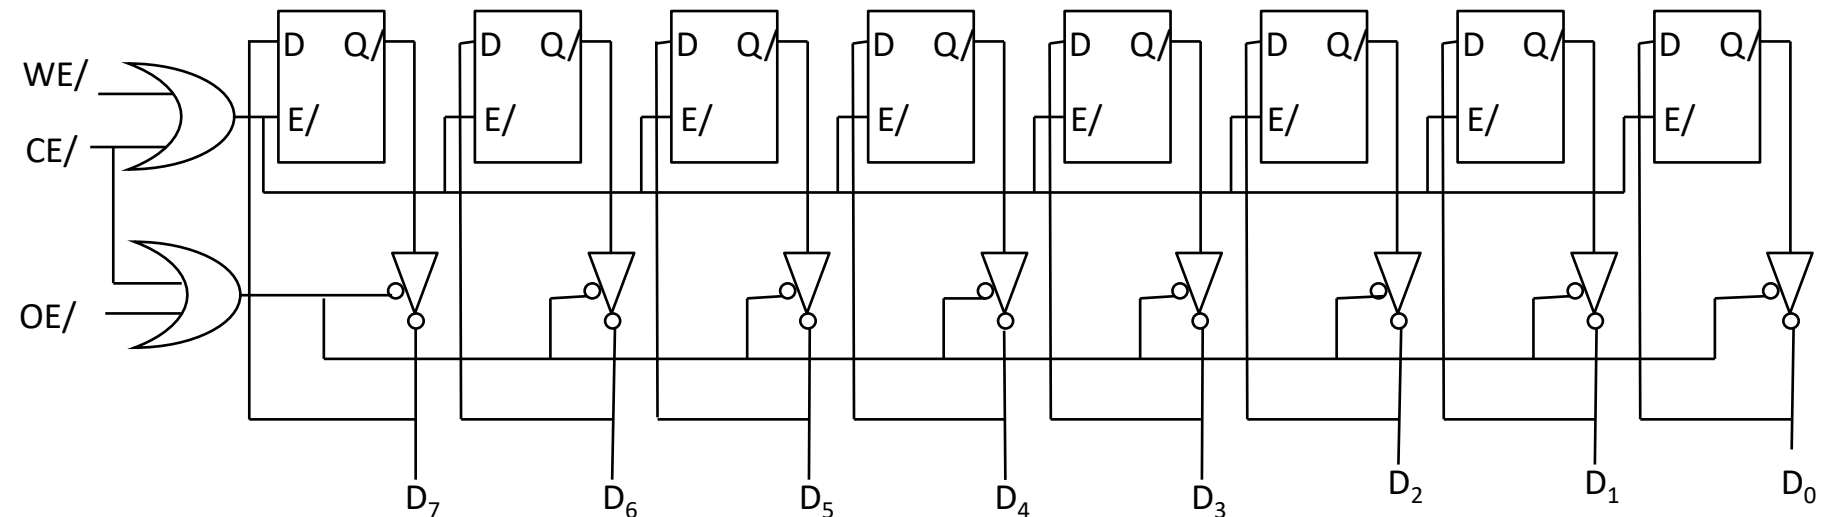 D Q/ D Q/ D Q/ D Q/ D Q/ D Q/ D Q/ D Q/
WE/
E/ E/ E/ E/ E/ E/ E/ E/
CE/
OE/
D₇ D₆ D₅ D₄ D₃ D₂ D₁ D₀